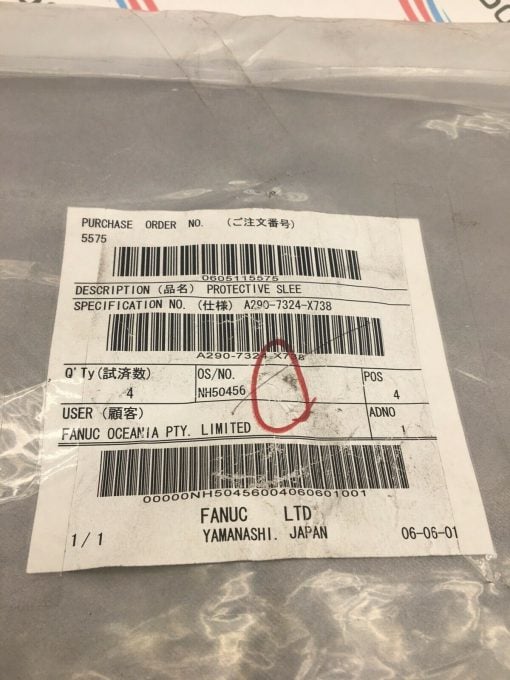 PURCHASE ORDER NO. (ご注文番号)
5575
0605115575
DESCRIPTION (品名) PROTECTIVE SLEE
SPECIFICATION NO. (仕様) A290-7324-X738
A290-7324-X738
Q'Ty(試済数)
4
OS/NO.
NH50456
POS
4
USER (顧客)
FANUC OCEANIA PTY. LIMITED
ADNO
1
00000NH50456004060601001
FANUC LTD
1/1
YAMANASHI. JAPAN
06-06-01